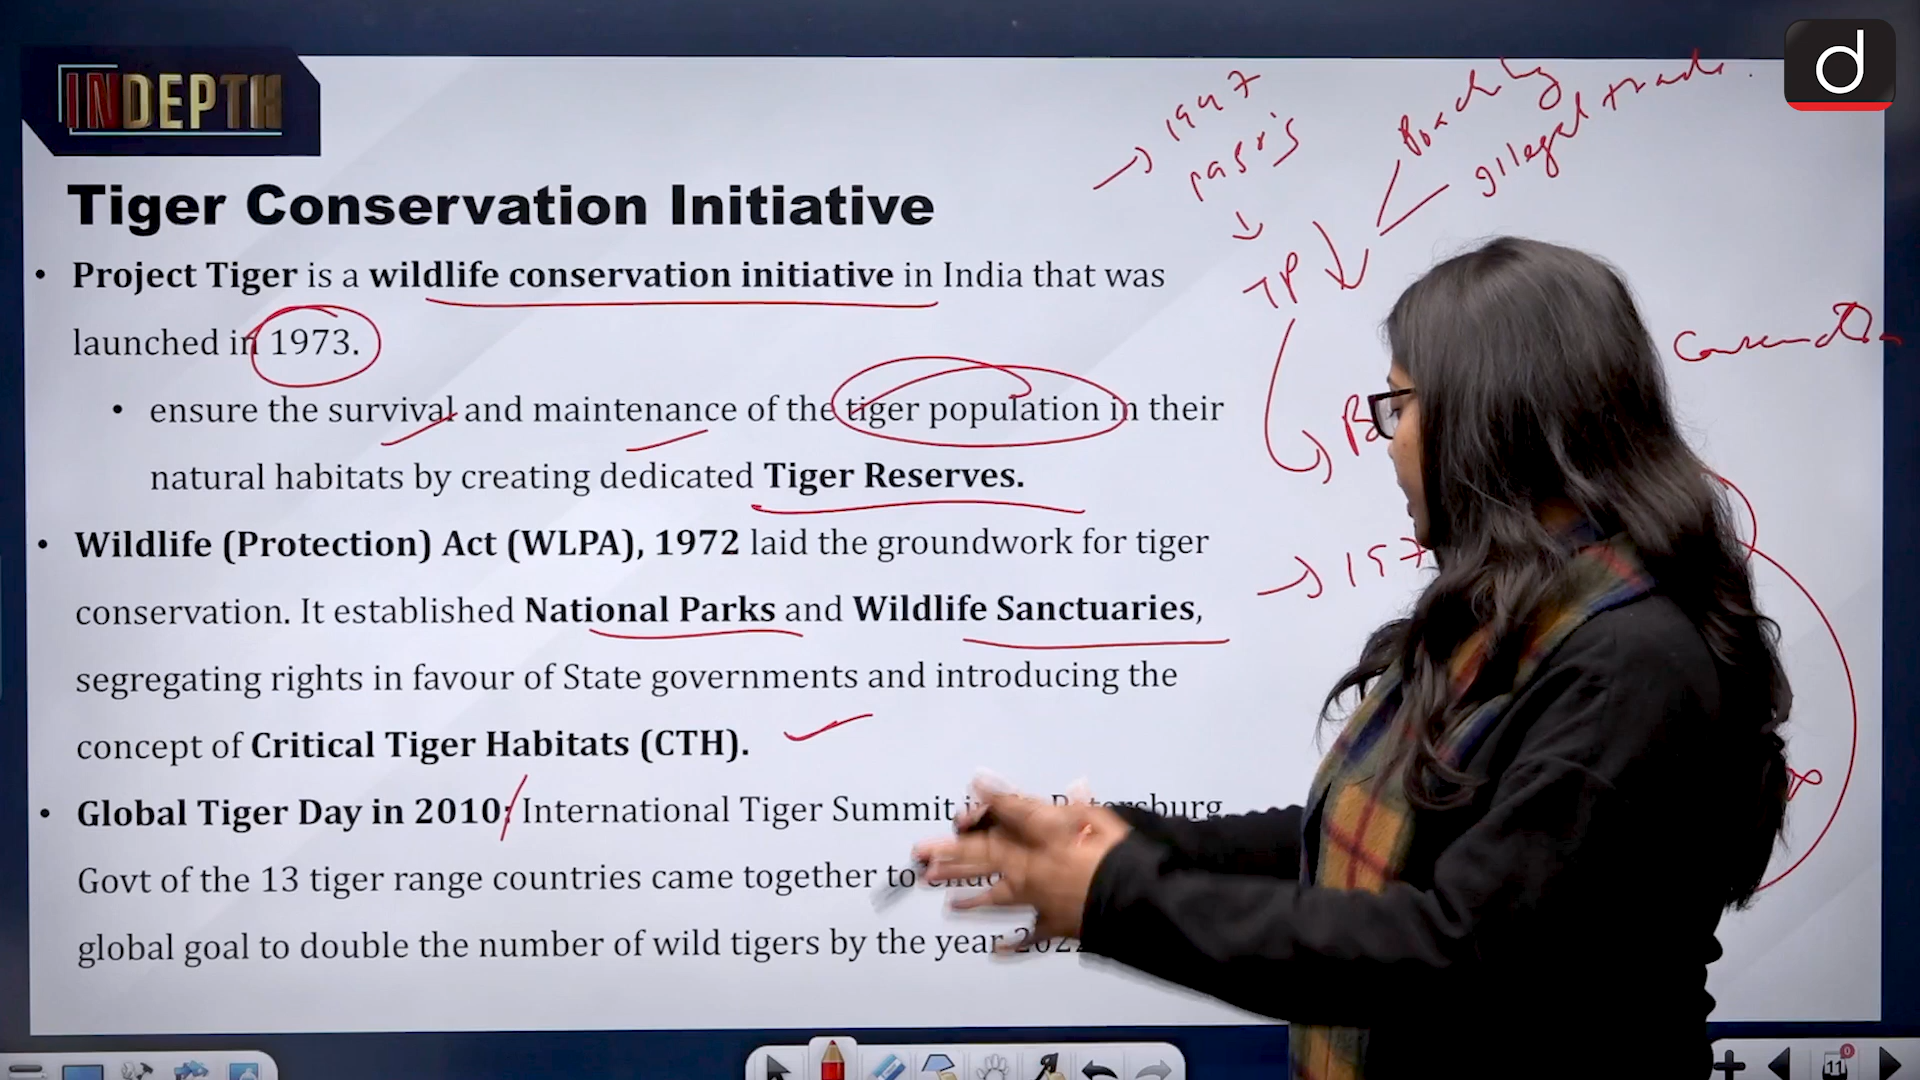 INDEPTH
d
Tiger Conservation Initiative
• Project Tiger is a wildlife conservation initiative in India that was
launched in 1973.
• ensure the survival and maintenance of the tiger population in their
natural habitats by creating dedicated Tiger Reserves.
• Wildlife (Protection) Act (WLPA), 1972 laid the groundwork for tiger
conservation. It established National Parks and Wildlife Sanctuaries,
segregating rights in favour of State governments and introducing the
concept of Critical Tiger Habitats (CTH).
• Global Tiger Day in 2010: International Tiger Summit
Govt of the 13 tiger range countries came together to
global goal to double the number of wild tigers by the year 2022
→ 1947
illegal trade.
TP ↓
→ 197
11
0